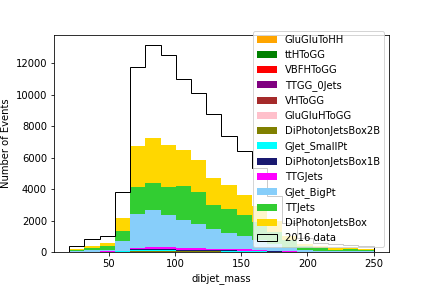 GluGluToHH
ttHToGG
VBFHToGG
TTGG_0Jets
VHToGG
GluGluHToGG
DiPhotonJetsBox2B
GJet_SmallPt
DiPhotonJetsBox1B
TTGJets
GJet_BigPt
TTJets
DiPhotonJetsBox
2016 data
Number of Events
12000
10000
8000
6000
4000
2000
0
50
100
150
200
250
dibjet_mass